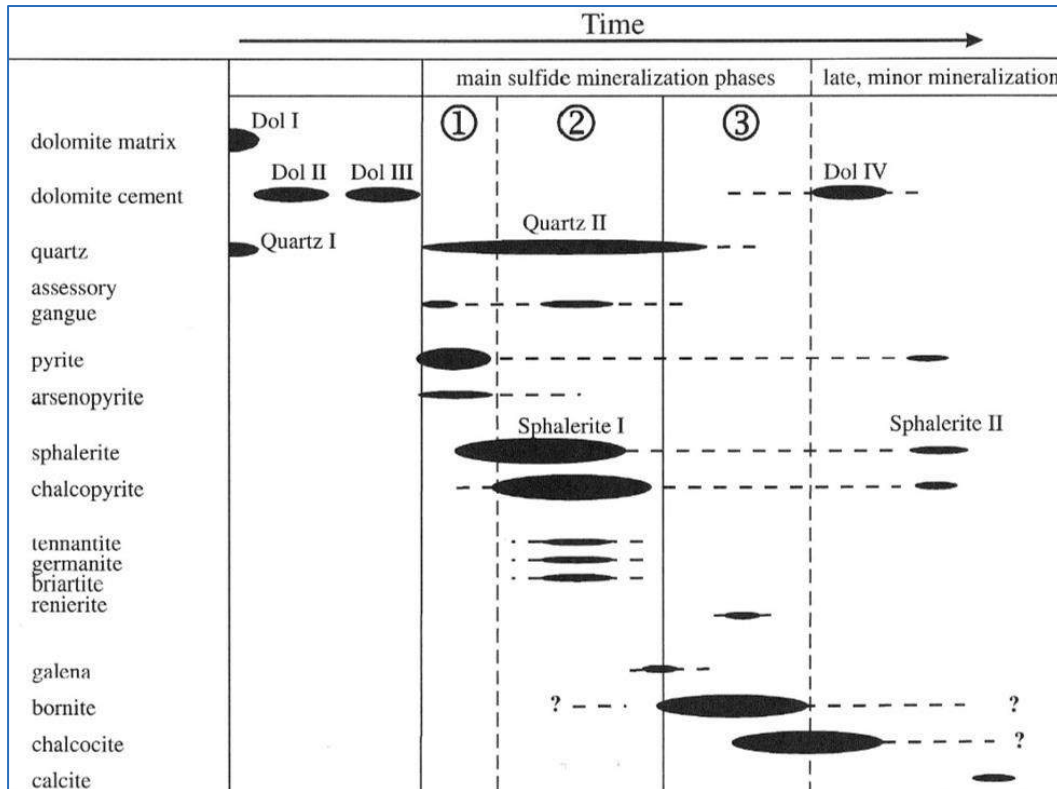 Time
main sulfide mineralization phases late, minor mineralization
① ② ③
dolomite matrix Dol I
dolomite cement Dol II Dol III Dol IV
quartz Quartz I Quartz II
assessory
gangue
pyrite
arsenopyrite
sphalerite Sphalerite I Sphalerite II
chalcopyrite
tennantite
germanite
briartite
renierite
galena
bornite ? ?
chalcocite ?
calcite